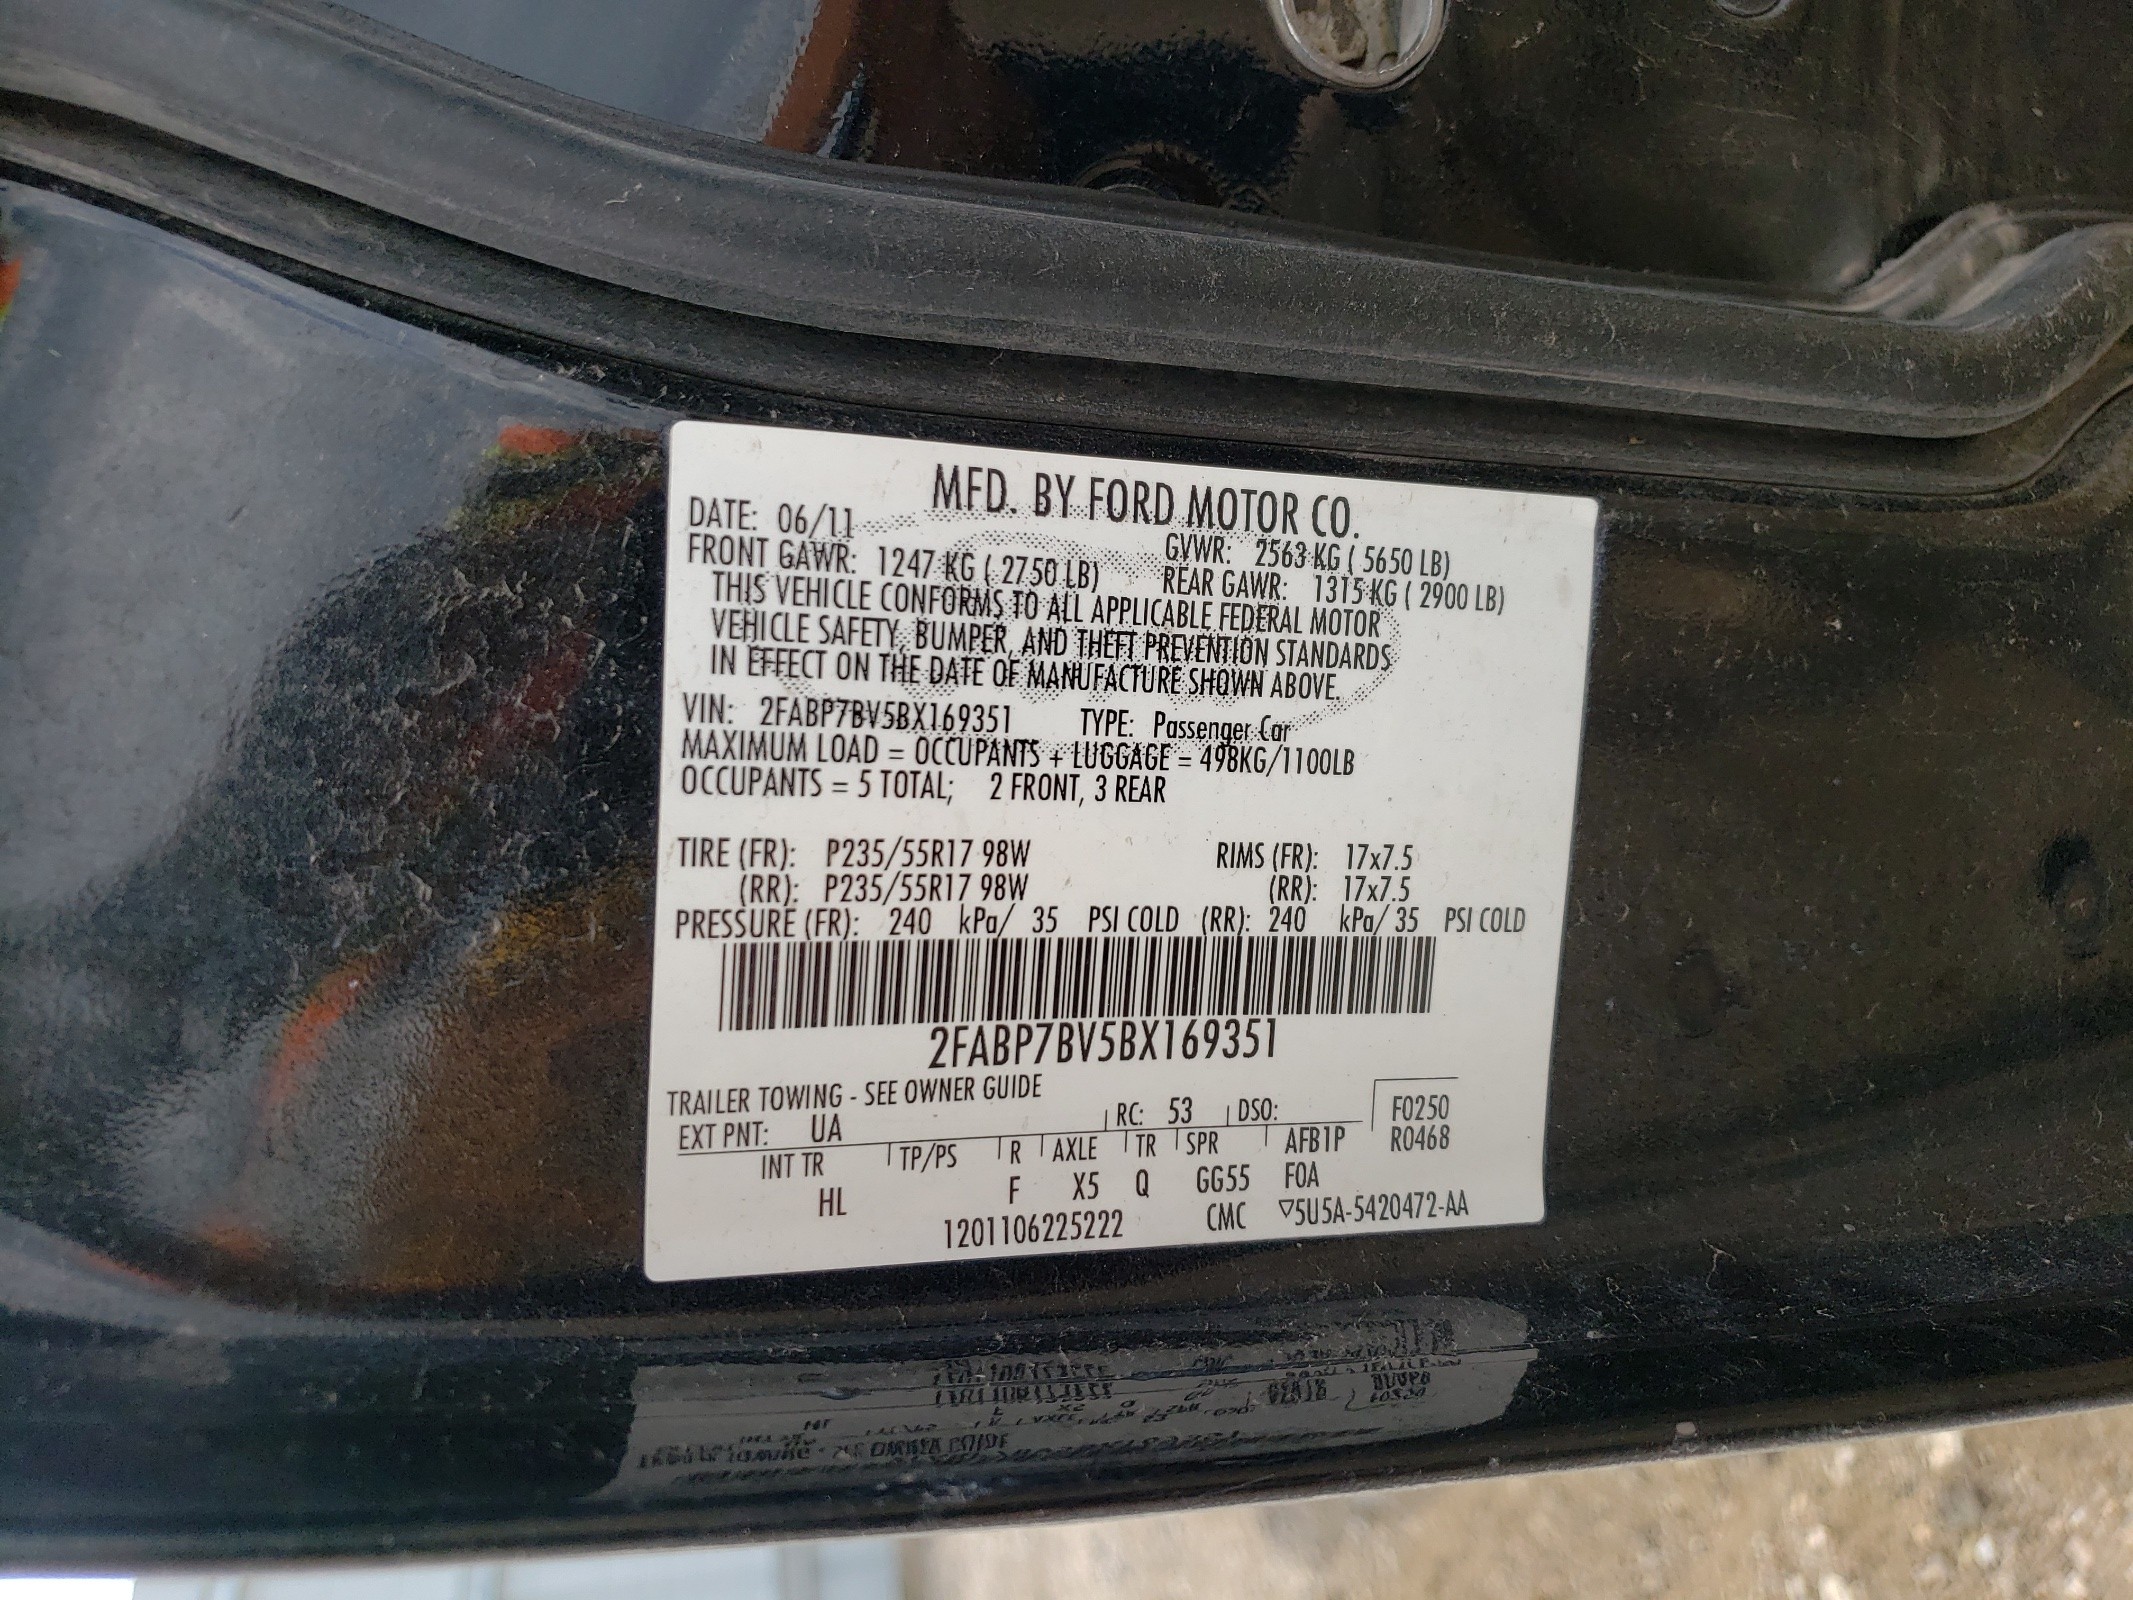 MFD. BY FORD MOTOR CO.
DATE: 06/11 GVWR: 2563 KG ( 5650 LB)
FRONT GAWR: 1247 KG ( 2750 LB) REAR GAWR: 1315 KG ( 2900 LB)
THIS VEHICLE CONFORMS TO ALL APPLICABLE FEDERAL MOTOR
VEHICLE SAFETY, BUMPER, AND THEFT PREVENTION STANDARDS
IN EFFECT ON THE DATE OF MANUFACTURE SHOWN ABOVE.
VIN: 2FABP7BV5BX169351 TYPE: Passenger Car
MAXIMUM LOAD = OCCUPANTS + LUGGAGE = 498KG/1100LB
OCCUPANTS = 5 TOTAL; 2 FRONT, 3 REAR
TIRE (FR): P235/55R17 98W RIMS (FR): 17x7.5
(RR): P235/55R17 98W (RR): 17x7.5
PRESSURE (FR): 240 kPa/ 35 PSI COLD (RR): 240 kPa/ 35 PSI COLD
2FABP7BV5BX169351
TRAILER TOWING - SEE OWNER GUIDE
EXT PNT: UA RC: 53 DSO: F0250
INT TR TP/PS R AXLE TR SPR AFB1P R0468
HL F X5 Q GG55 FOA
1201106225222 CMC ▽5U5A-5420472-AA